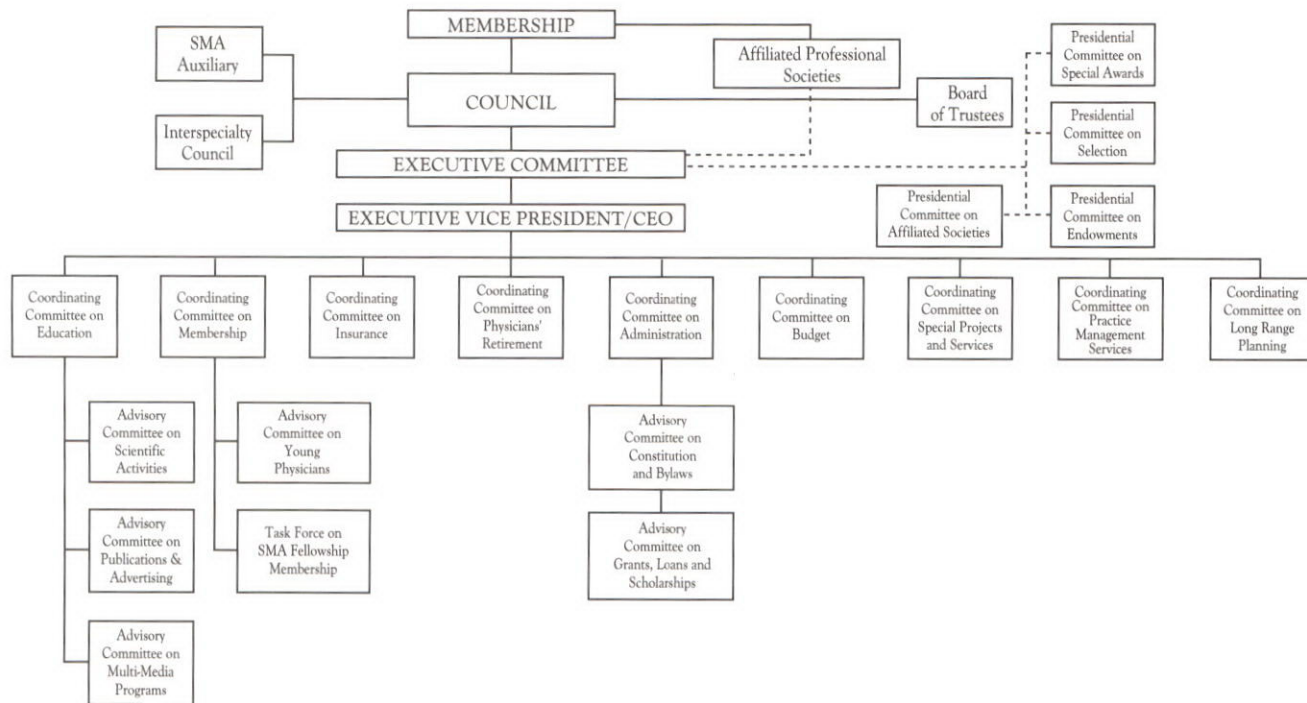 MEMBERSHIP
SMA
Auxiliary
Affiliated Professional
Societies
Presidential
Committee on
Special Awards
COUNCIL
Board
of Trustees
Interspecialty
Council
Presidential
Committee on
Selection
EXECUTIVE COMMITTEE
EXECUTIVE VICE PRESIDENT/CEO
Presidential
Committee on
Affiliated Societies
Presidential
Committee on
Endowments
Coordinating
Committee on
Education
Coordinating
Committee on
Membership
Coordinating
Committee on
Insurance
Coordinating
Committee on
Physicians'
Retirement
Coordinating
Committee on
Administration
Coordinating
Committee on
Budget
Coordinating
Committee on
Special Projects
and Services
Coordinating
Committee on
Practice
Management
Services
Coordinating
Committee on
Long Range
Planning
Advisory
Committee on
Scientific
Activities
Advisory
Committee on
Young
Physicians
Advisory
Committee on
Constitution
and Bylaws
Advisory
Committee on
Publications &
Advertising
Task Force on
SMA Fellowship
Membership
Advisory
Committee on
Grants, Loans and
Scholarships
Advisory
Committee on
Multi-Media
Programs